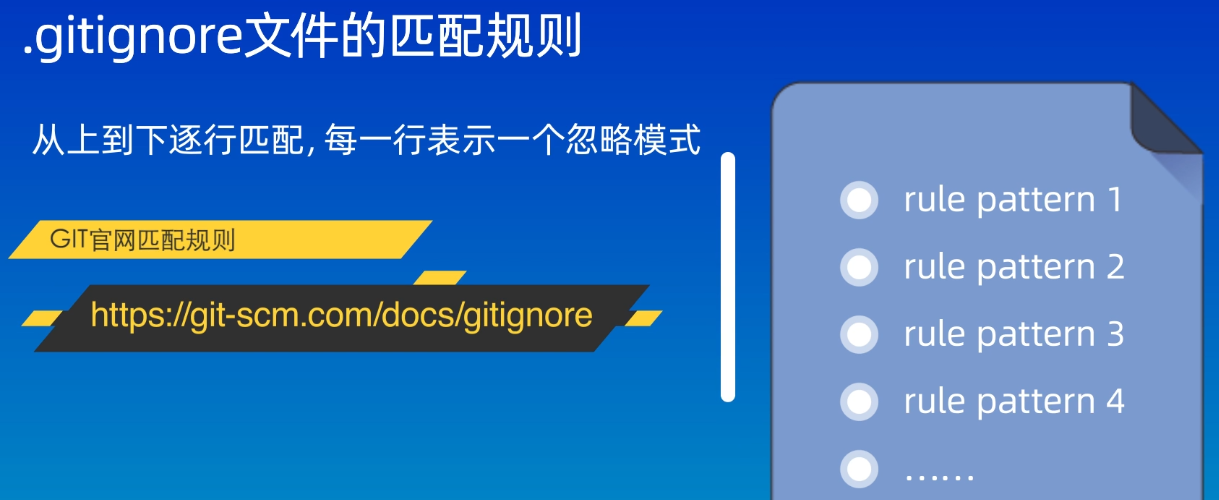 .gitignore文件的匹配规则
从上到下逐行匹配, 每一行表示一个忽略模式
GIT官网匹配规则
https://git-scm.com/docs/gitignore
rule pattern 1
rule pattern 2
rule pattern 3
rule pattern 4
……